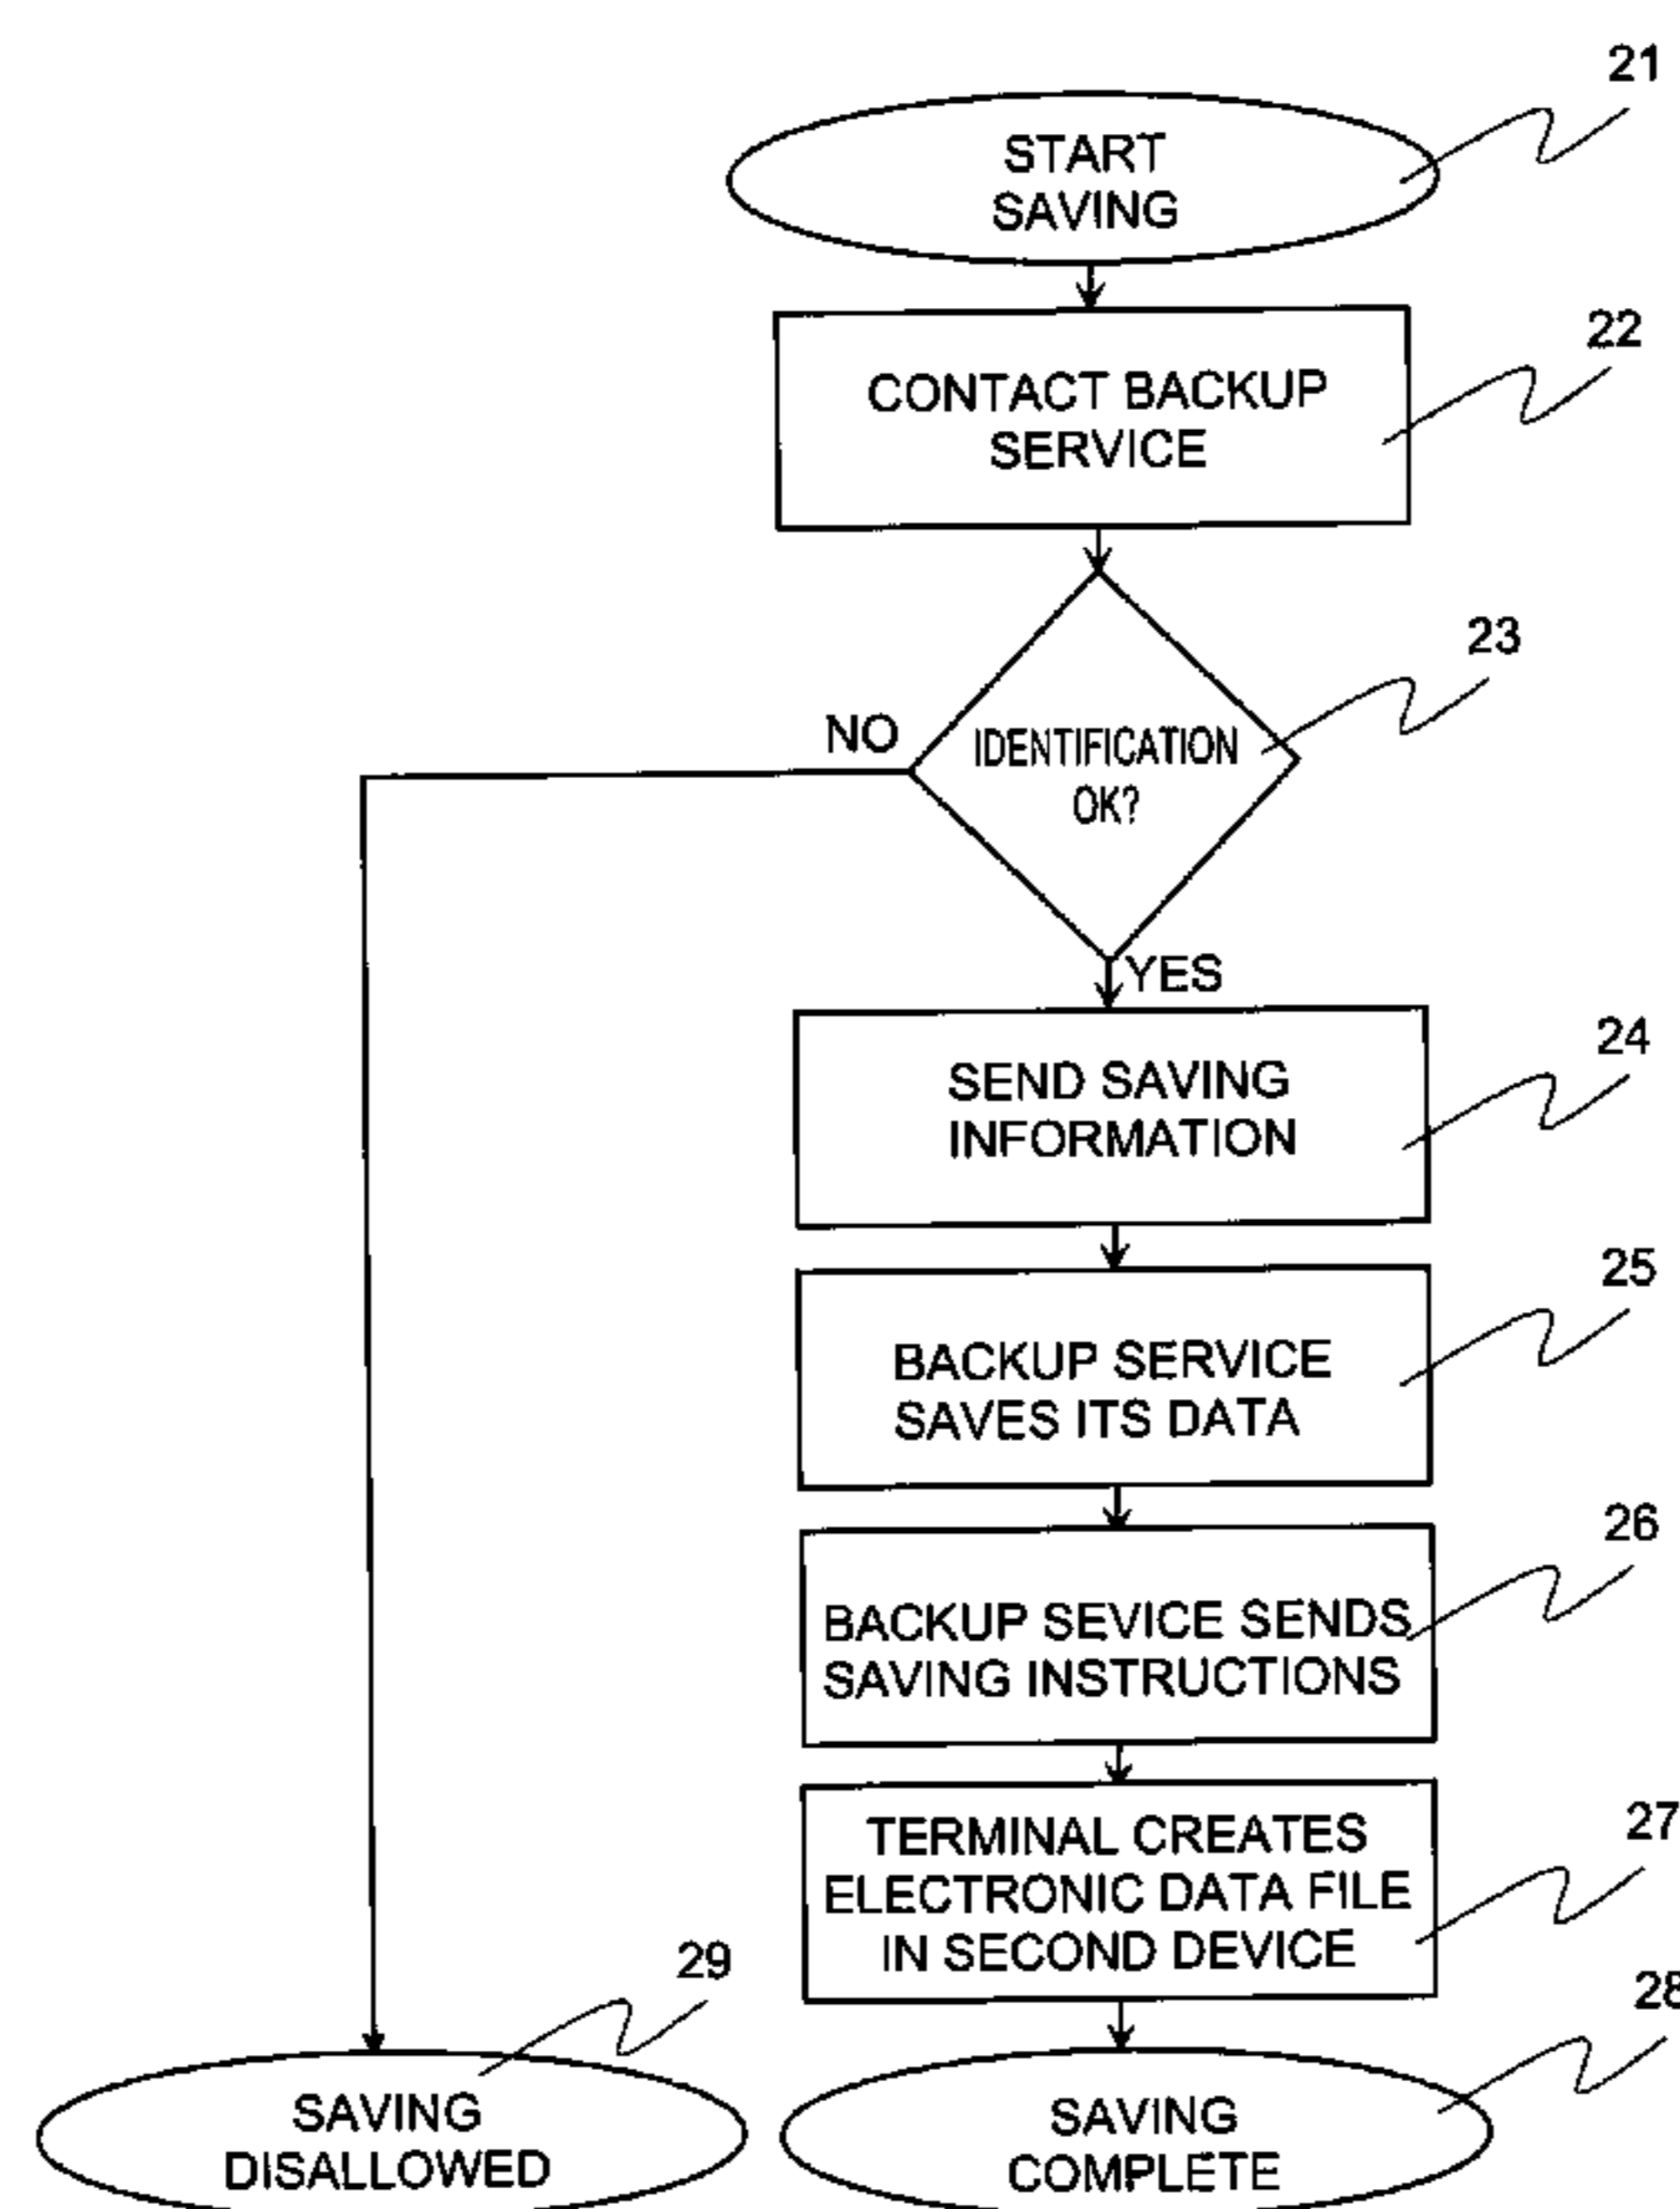 21
START
SAVING
22
CONTACT BACKUP
SERVICE
23
NO
IDENTIFICATION
OK?
YES
24
SEND SAVING
INFORMATION
25
BACKUP SERVICE
SAVES ITS DATA
26
BACKUP SEVICE SENDS
SAVING INSTRUCTIONS
27
TERMINAL CREATES
ELECTRONIC DATA FILE
IN SECOND DEVICE
29
28
SAVING
DISALLOWED
SAVING
COMPLETE